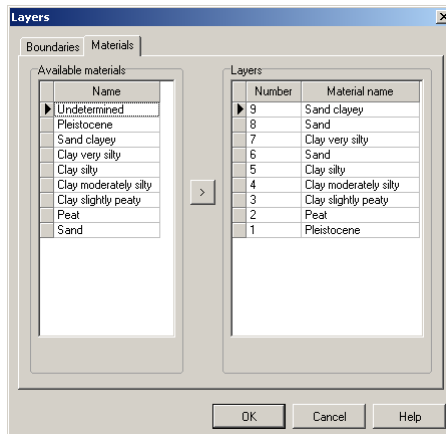 Layers
Boundaries Materials
Available materials
Name
Undetermined
Pleistocene
Sand clayey
Clay very silty
Clay silty
Clay moderately silty
Clay slightly peaty
Peat
Sand
>
Layers
Number Material name
9 Sand clayey
8 Sand
7 Clay very silty
6 Sand
5 Clay silty
4 Clay moderately silty
3 Clay slightly peaty
2 Peat
1 Pleistocene
OK Cancel Help